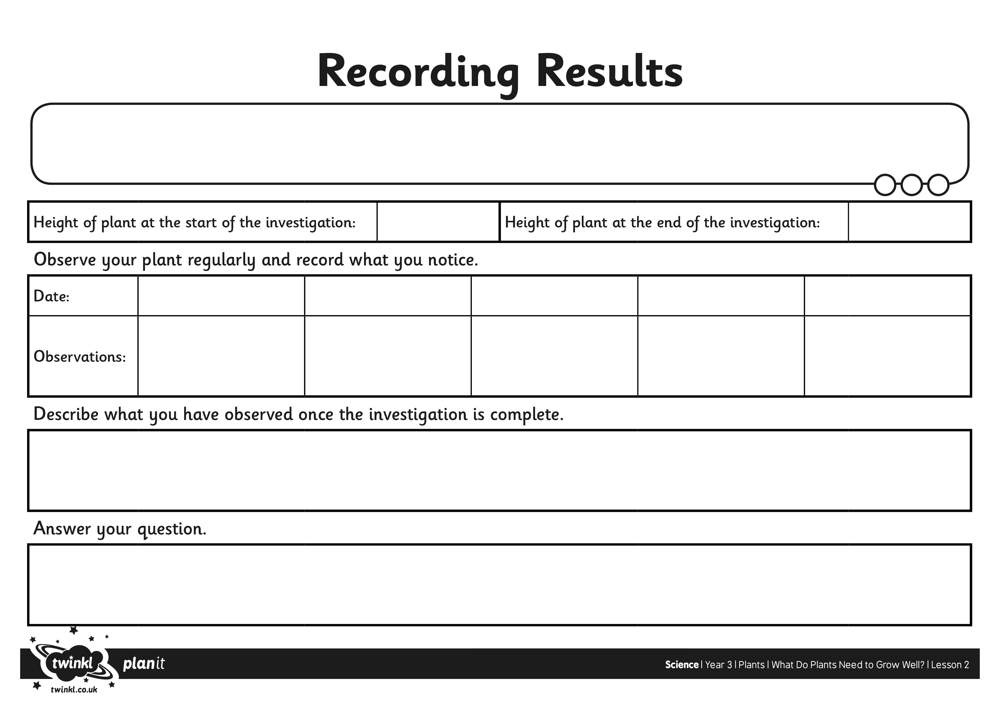 Recording Results
Height of plant at the start of the investigation:
Height of plant at the end of the investigation:
Observe your plant regularly and record what you notice.
Date:
Observations:
Describe what you have observed once the investigation is complete.
Answer your question.
twinkl
planit
Science | Year 3 | Plants | What Do Plants Need to Grow Well? | Lesson 2
twinkl.co.uk